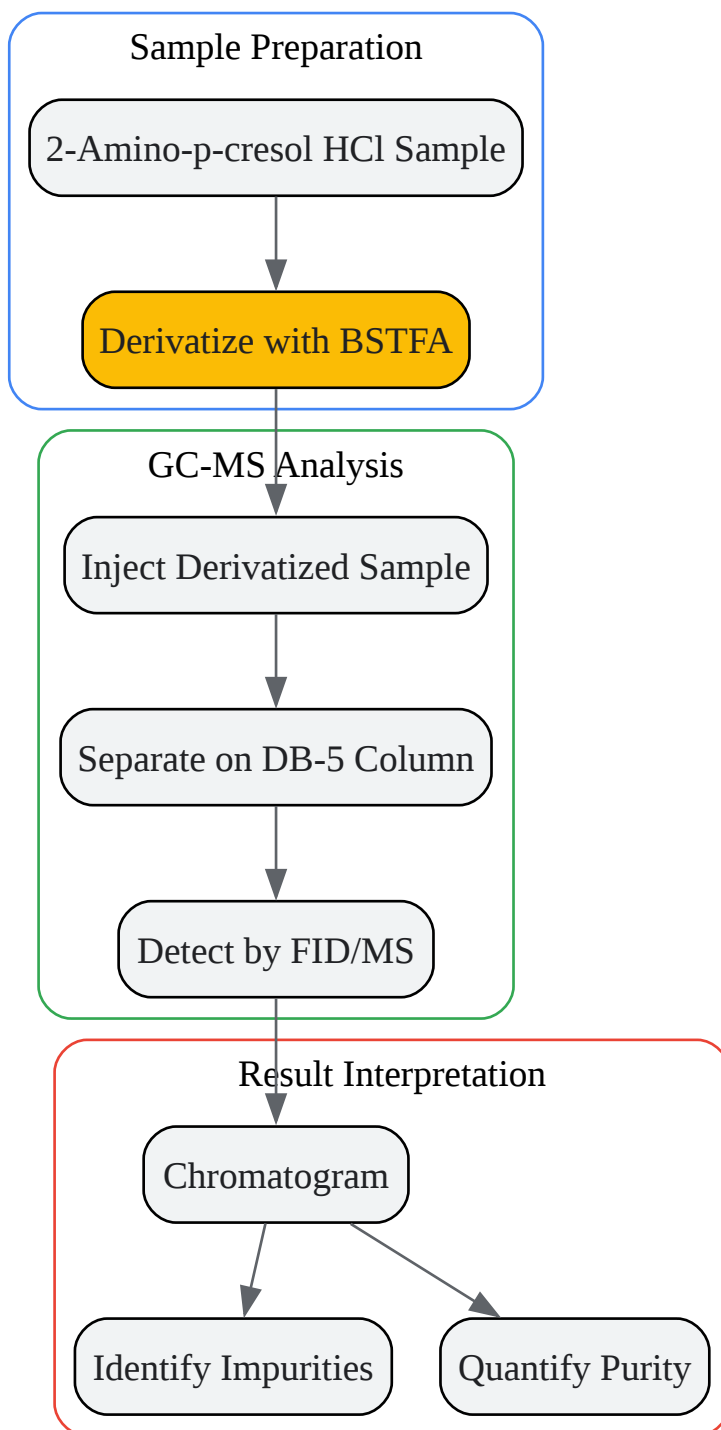 Sample Preparation
2-Amino-p-cresol HCl Sample
Derivatize with BSTFA
GC-MS Analysis
Inject Derivatized Sample
Separate on DB-5 Column
Detect by FID/MS
Result Interpretation
Chromatogram
Identify Impurities
Quantify Purity